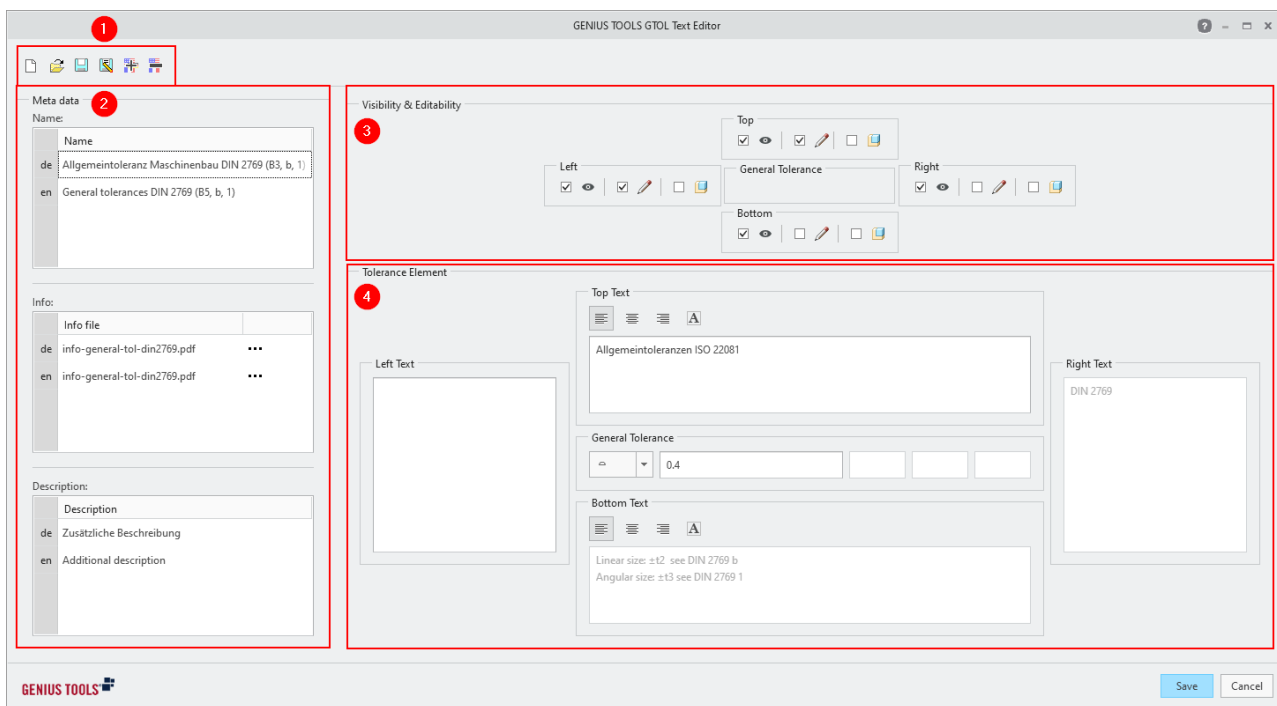 GENIUS TOOLS GTOL Text Editor
?
1
Meta data
2
Name:
Name
de Allgemeintoleranz Maschinenbau DIN 2769 (B3, b, 1)
en General tolerances DIN 2769 (B5, b, 1)
Info:
Info file
de info-general-tol-din2769.pdf ...
en info-general-tol-din2769.pdf ...
Description:
Description
de Zusätzliche Beschreibung
en Additional description
Visibility & Editability
3
Top
Left
General Tolerance
Right
Bottom
Tolerance Element
4
Top Text
A
Allgemeintoleranzen ISO 22081
Left Text
Right Text
DIN 2769
General Tolerance
0.4
Bottom Text
A
Linear size: ±t2 see DIN 2769 b
Angular size: ±t3 see DIN 2769 1
GENIUS TOOLS
Save
Cancel